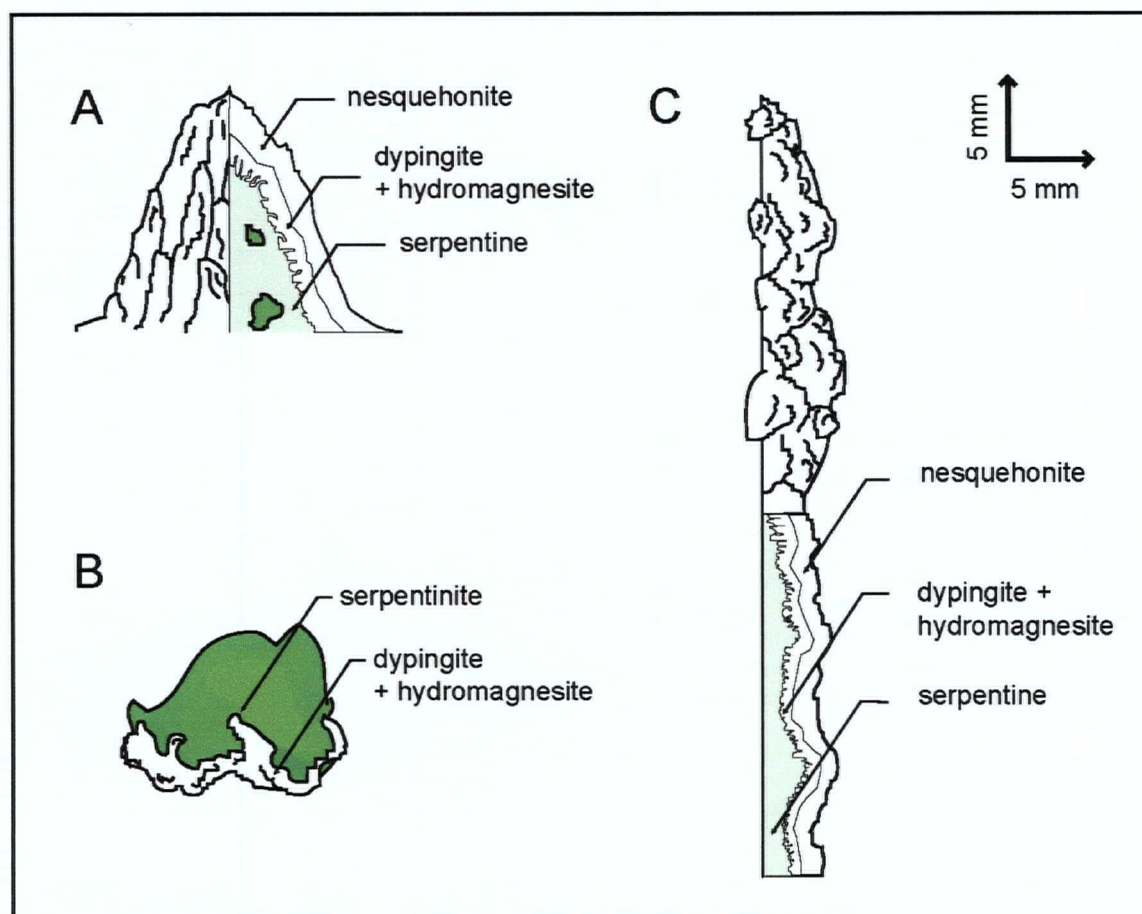 A
nesquehonite
dypingite
+ hydromagnesite
serpentine
B
serpentinite
dypingite
+ hydromagnesite
C
5 mm
5 mm
nesquehonite
dypingite +
hydromagnesite
serpentine